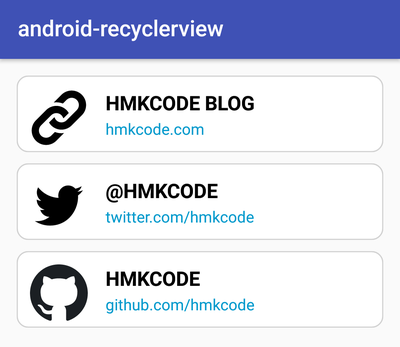 android-recyclerview
HMKCODE BLOG
hmkcode.com
@HMKCODE
twitter.com/hmkcode
HMKCODE
github.com/hmkcode